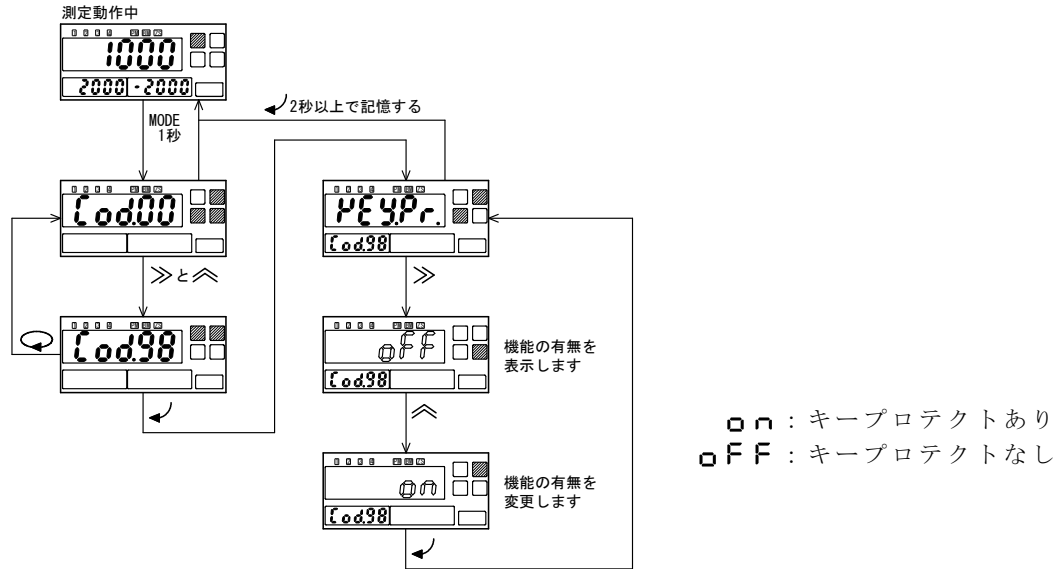 測定動作中
1000
2000 -2000
MODE
1秒
2秒以上で記憶する
Cod.00
と
Cod.98
KEY.Pr.
Cod.98
oFF
Cod.98
機能の有無を
表示します
on
Cod.98
機能の有無を
変更します
on：キープロテクトあり
oFF：キープロテクトなし